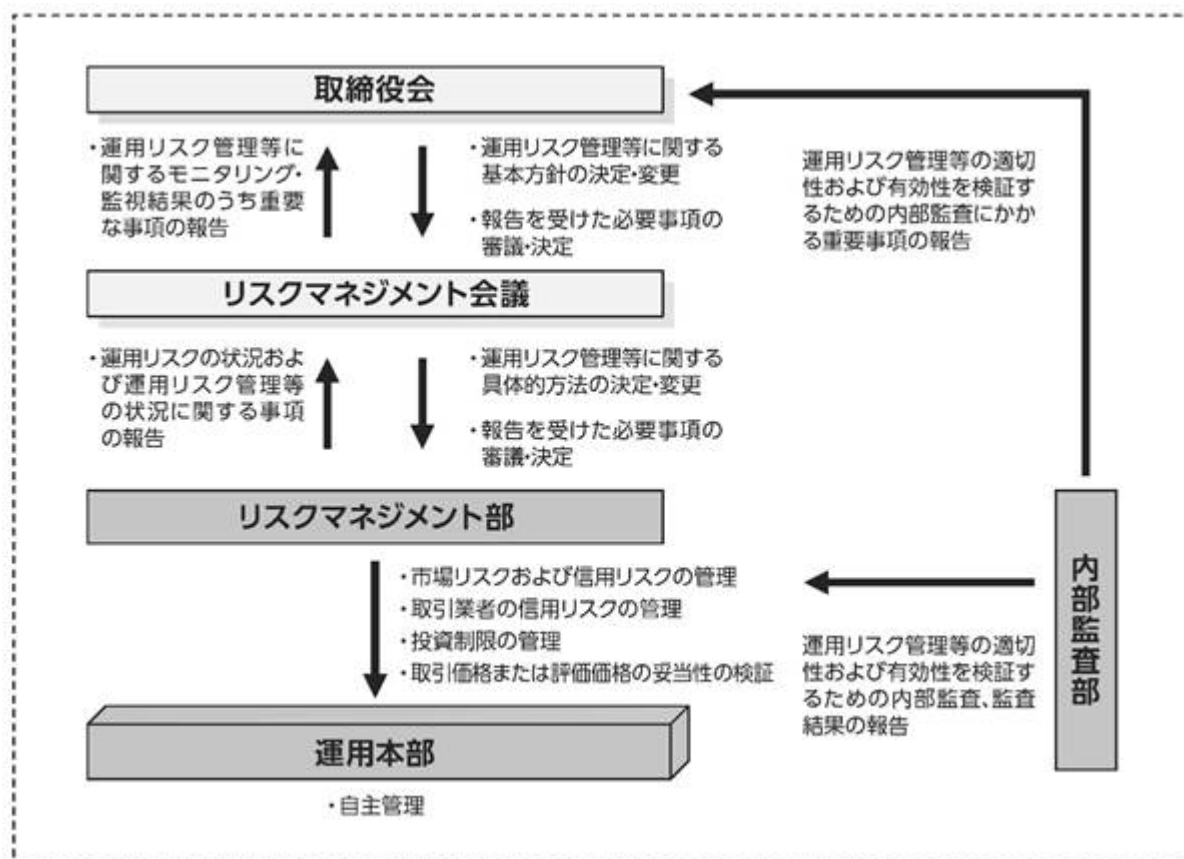 取締役会
・運用リスク管理等に
関するモニタリング・
監視結果のうち重要
な事項の報告
・運用リスク管理等に関する
基本方針の決定・変更
・報告を受けた必要事項の
審議・決定
運用リスク管理等の適切
性および有効性を検証す
るための内部監査にかか
る重要事項の報告
リスクマネジメント会議
・運用リスクの状況およ
び運用リスク管理等
の状況に関する事項
の報告
・運用リスク管理等に関する
具体的方法の決定・変更
・報告を受けた必要事項の
審議・決定
リスクマネジメント部
・市場リスクおよび信用リスクの管理
・取引業者の信用リスクの管理
・投資制限の管理
・取引価格または評価価格の妥当性の検証
運用リスク管理等の適切
性および有効性を検証す
るための内部監査、監査
結果の報告
内部監査部
運用本部
・自主管理